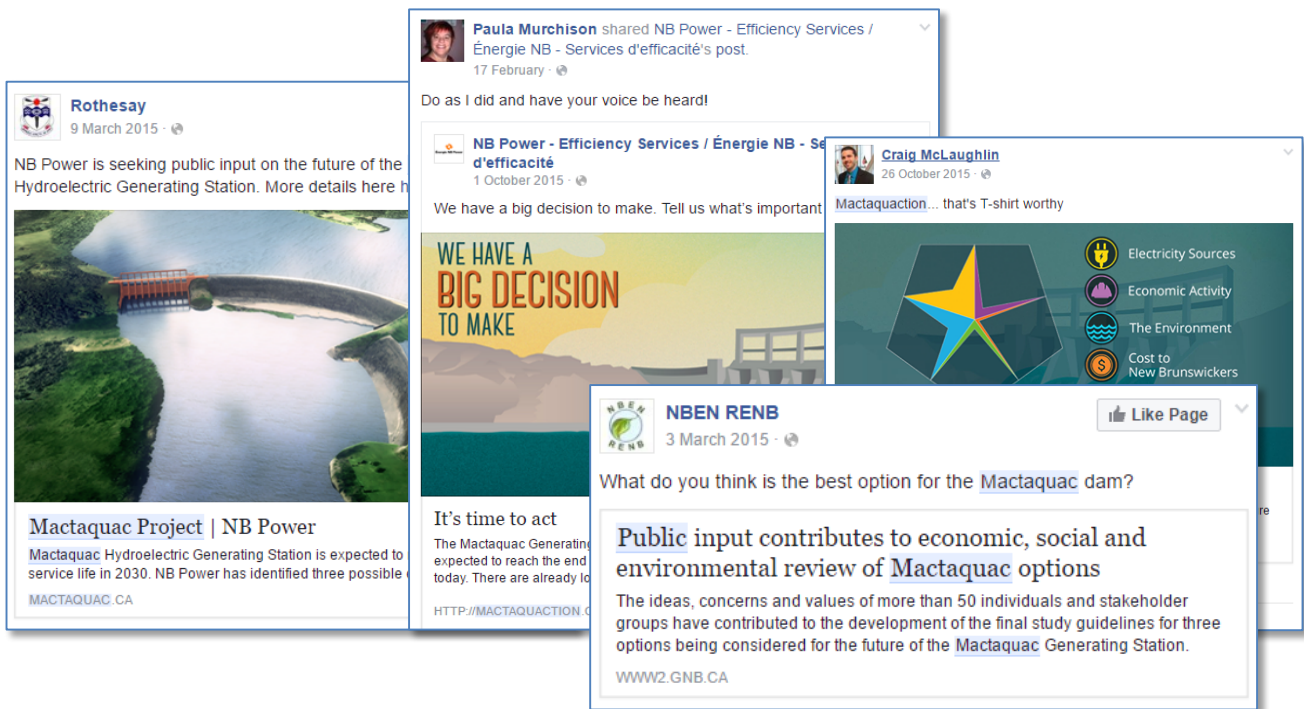 Rothesay
9 March 2015
NB Power is seeking public input on the future of the
Hydroelectric Generating Station. More details here
Mactaquac Project | NB Power
Mactaquac Hydroelectric Generating Station is expected to
service life in 2030. NB Power has identified three possible
MACTAQUAC.CA
Paula Murchison shared NB Power - Efficiency Services /
Énergie NB - Services d'efficacité's post.
17 February
Do as I did and have your voice be heard!
NB Power - Efficiency Services / Énergie NB - Se
d'efficacité
1 October 2015
We have a big decision to make. Tell us what's important
WE HAVE A
BIG DECISION
TO MAKE
It's time to act
The Mactaquac Generating
expected to reach the end
today. There are already lo
HTTP://MACTAQUACTION.
Craig McLaughlin
26 October 2015
Mactaquaction... that's T-shirt worthy
Electricity Sources
Economic Activity
The Environment
Cost to
New Brunswickers
re
NBEN RENB
3 March 2015
Like Page
NBEN
RENB
What do you think is the best option for the Mactaquac dam?
Public input contributes to economic, social and
environmental review of Mactaquac options
The ideas, concerns and values of more than 50 individuals and stakeholder
groups have contributed to the development of the final study guidelines for three
options being considered for the future of the Mactaquac Generating Station.
WWW2.GNB.CA